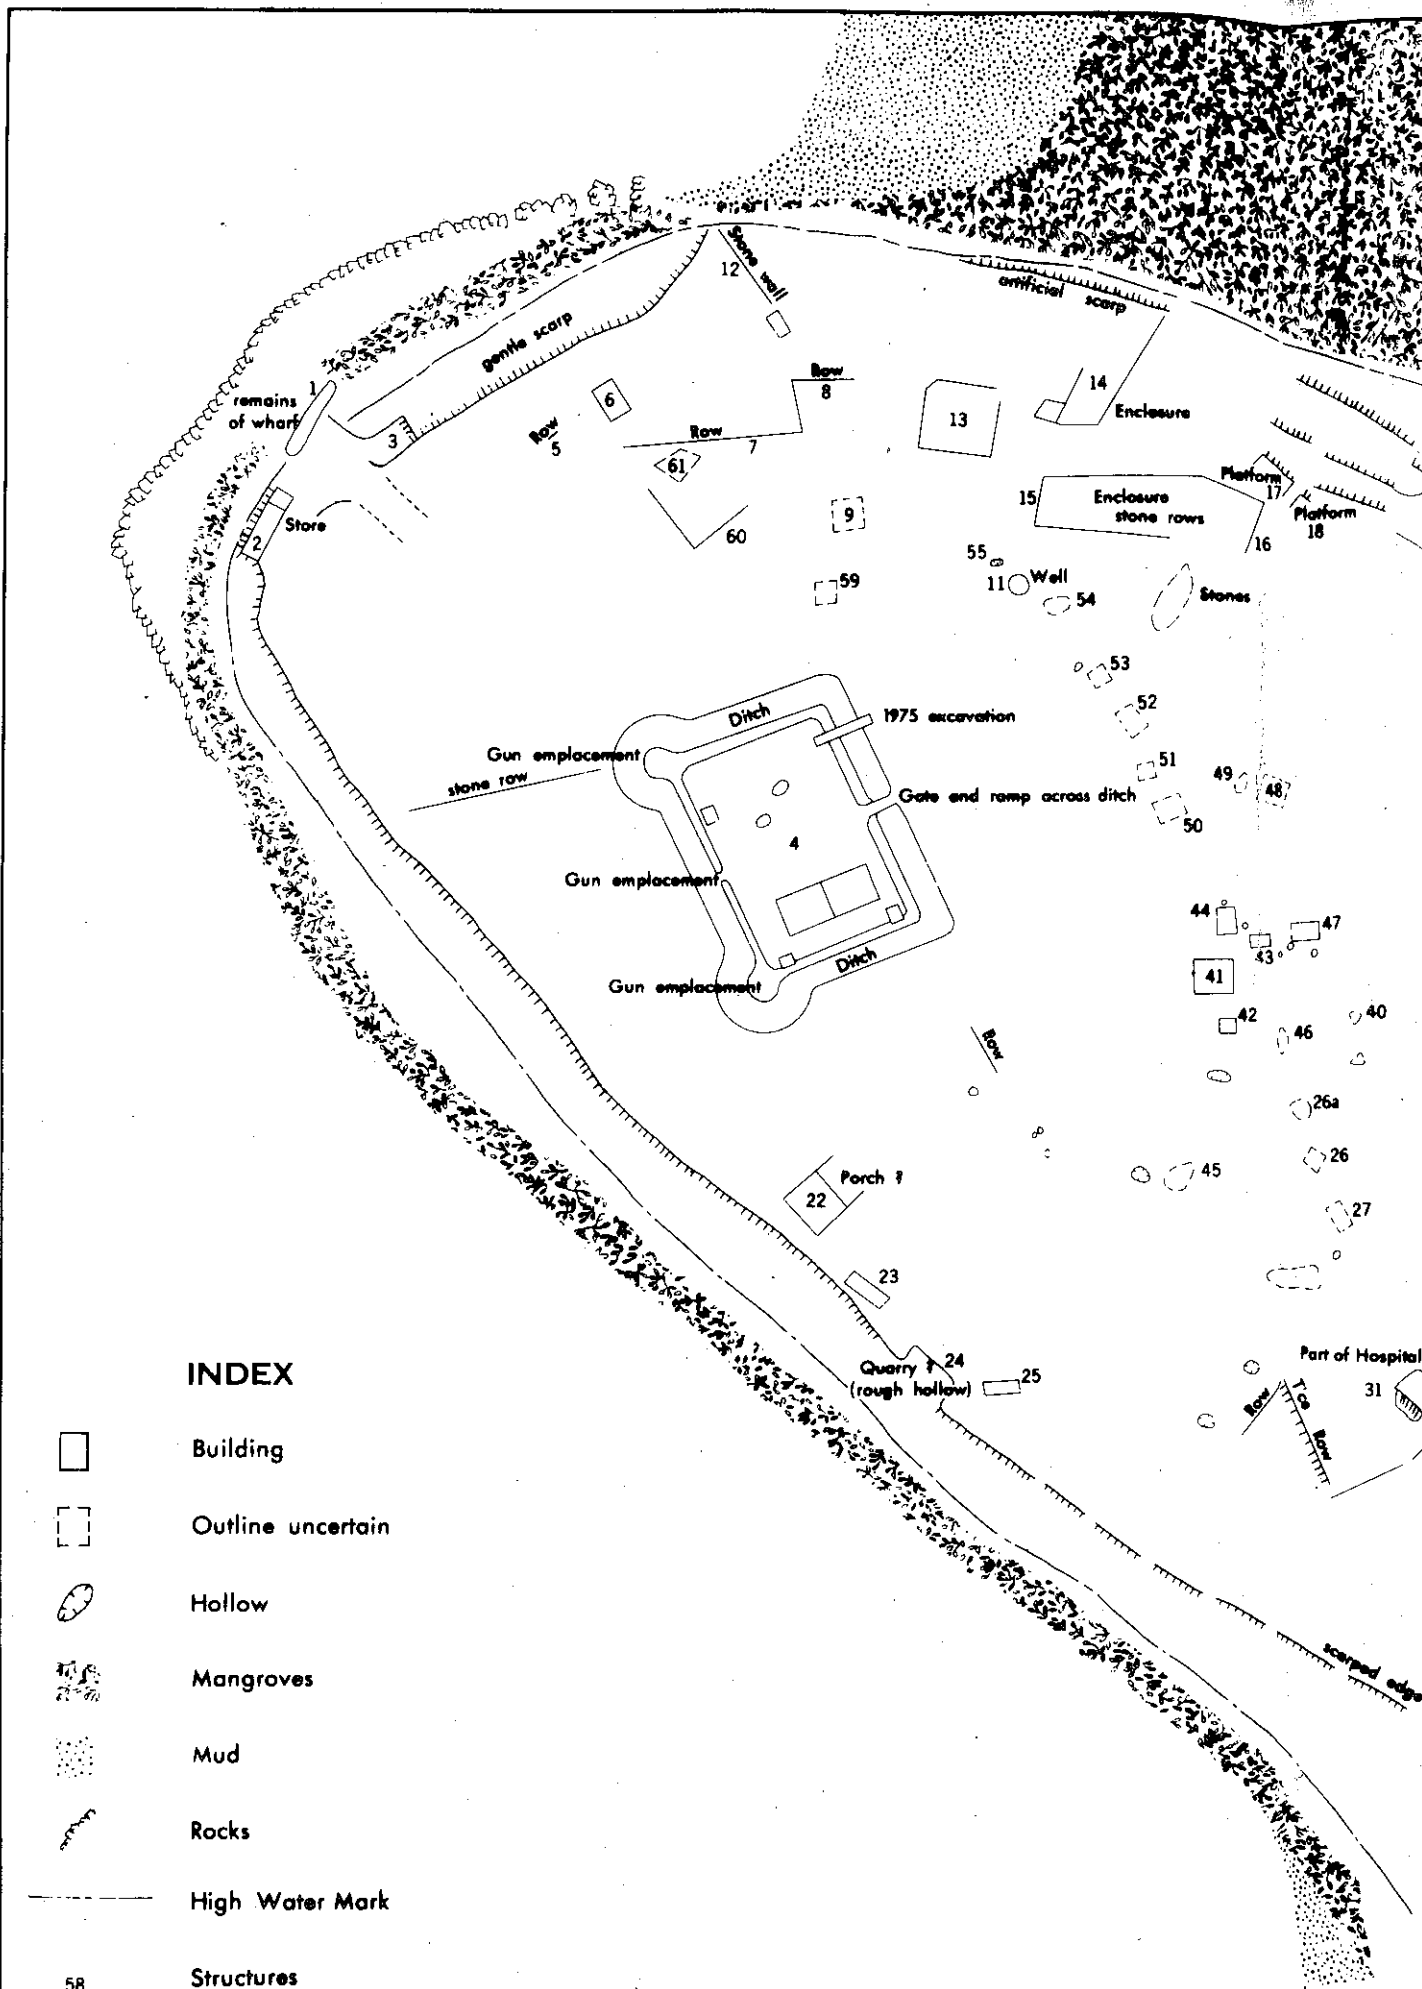 Stone wall
12
artificial scarp
gentle scarp
1
remains
of wharf
3
Row
5
6
Row
7
Row
8
61
60
13
14
Enclosure
Platform
17
Platform
18
15
Enclosure
stone rows
16
Store
2
9
59
55
11
Well
54
Stones
53
52
51
50
49
48
Ditch
1975 excavation
Gun emplacement
stone row
Gate and ramp across ditch
4
Gun emplacement
Ditch
Gun emplacement
44
47
43
41
42
46
40
Row
26a
26
45
27
Porch ?
22
23
Quarry ? 24
(rough hollow)
25
Part of Hospital
31
Row
T'ce Row
scarped edge
INDEX
Building
Outline uncertain
Hollow
Mangroves
Mud
Rocks
High Water Mark
58
Structures